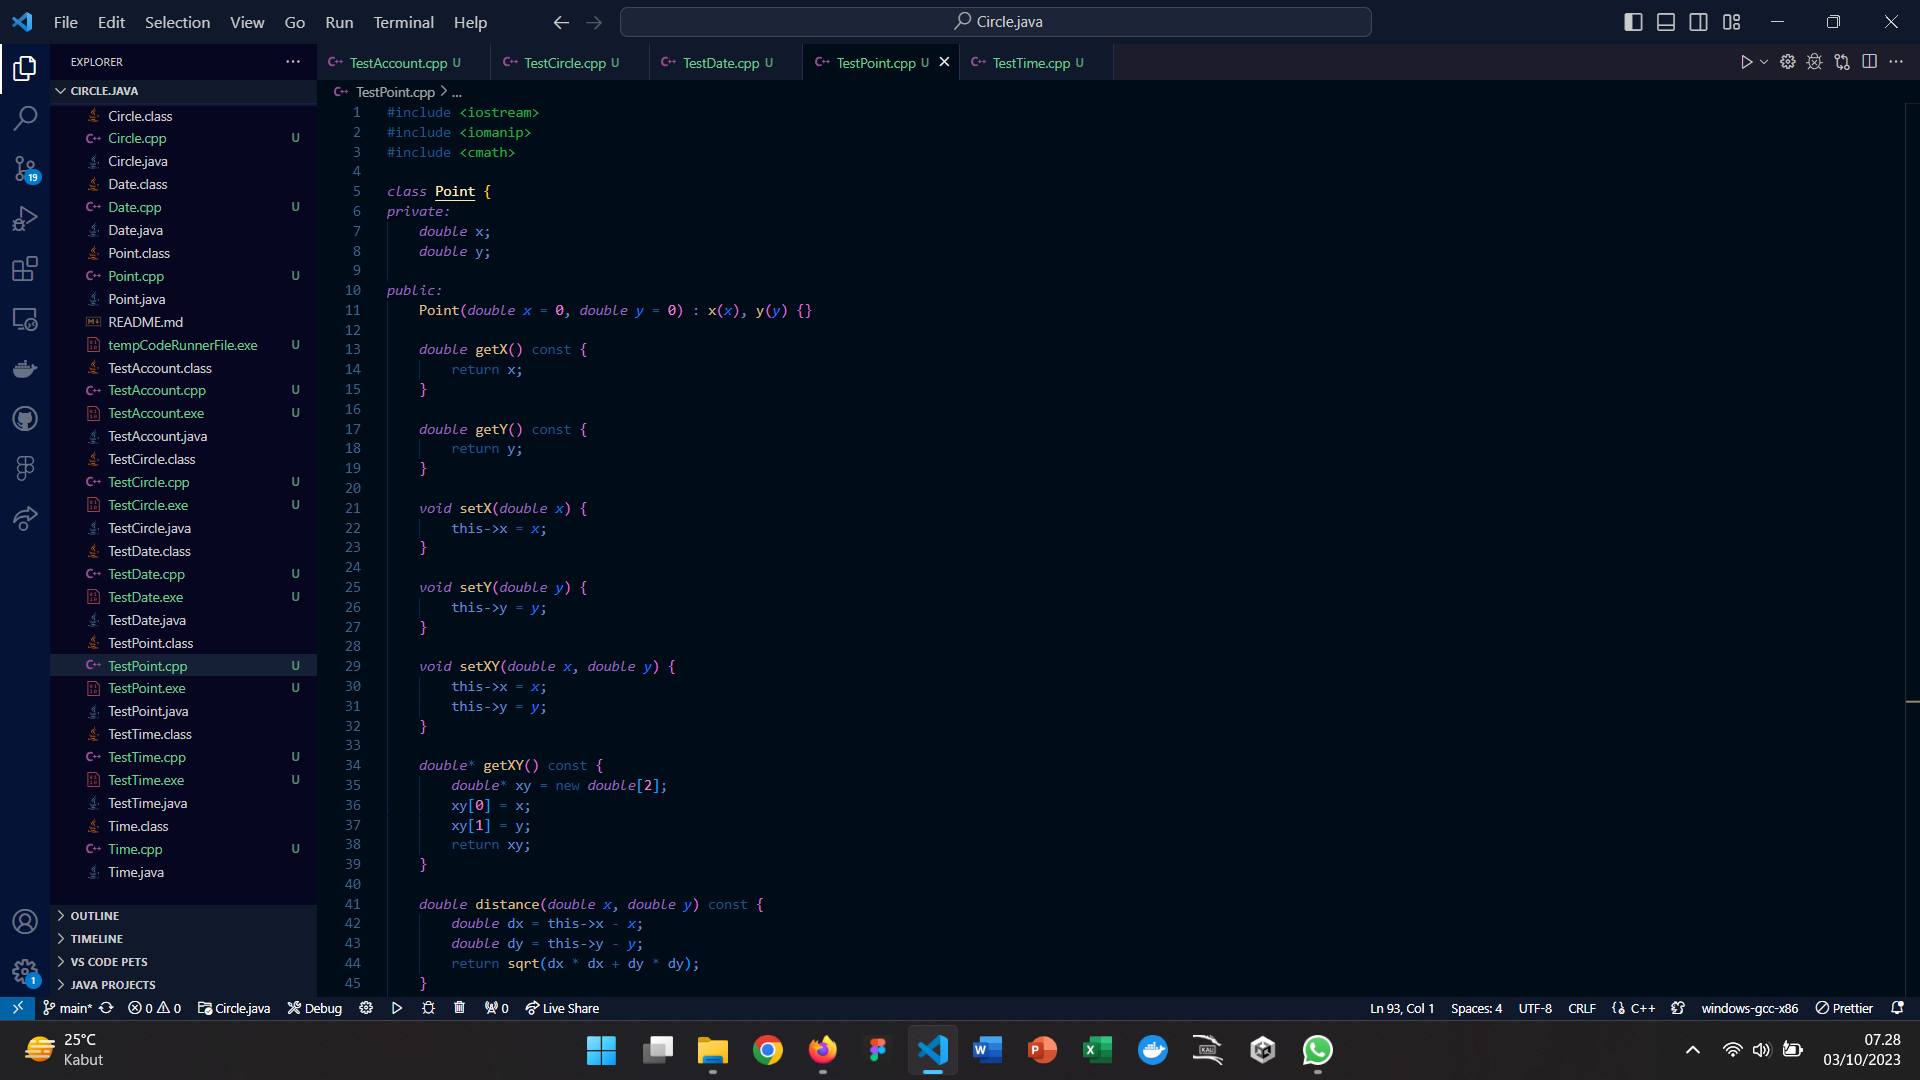 File Edit Selection View Go Run Terminal Help
Circle.java
EXPLORER
TestAccount.cpp U
TestCircle.cpp U
TestDate.cpp U
TestPoint.cpp U
TestTime.cpp U
CIRCLE.JAVA
TestPoint.cpp > ...
Circle.class
Circle.cpp U
Circle.java
Date.class
Date.cpp U
Date.java
Point.class
Point.cpp U
Point.java
README.md
tempCodeRunnerFile.exe U
TestAccount.class
TestAccount.cpp U
TestAccount.exe U
TestAccount.java
TestCircle.class
TestCircle.cpp U
TestCircle.exe U
TestCircle.java
TestDate.class
TestDate.cpp U
TestDate.exe U
TestDate.java
TestPoint.class
TestPoint.cpp U
TestPoint.exe U
TestPoint.java
TestTime.class
TestTime.cpp U
TestTime.exe U
TestTime.java
Time.class
Time.cpp U
Time.java
OUTLINE
TIMELINE
VS CODE PETS
JAVA PROJECTS
19
1
1 #include <iostream>
2 #include <iomanip>
3 #include <cmath>
4
5 class Point {
6 private:
7 double x;
8 double y;
9
10 public:
11 Point(double x = 0, double y = 0) : x(x), y(y) {}
12
13 double getX() const {
14 return x;
15 }
16
17 double getY() const {
18 return y;
19 }
20
21 void setX(double x) {
22 this->x = x;
23 }
24
25 void setY(double y) {
26 this->y = y;
27 }
28
29 void setXY(double x, double y) {
30 this->x = x;
31 this->y = y;
32 }
33
34 double* getXY() const {
35 double* xy = new double[2];
36 xy[0] = x;
37 xy[1] = y;
38 return xy;
39 }
40
41 double distance(double x, double y) const {
42 double dx = this->x - x;
43 double dy = this->y - y;
44 return sqrt(dx * dx + dy * dy);
45 }
main* 0 0 Circle.java Debug 0 Live Share
Ln 93, Col 1 Spaces: 4 UTF-8 CRLF {} C++ windows-gcc-x86 Prettier
25°C
Kabut
07.28
03/10/2023